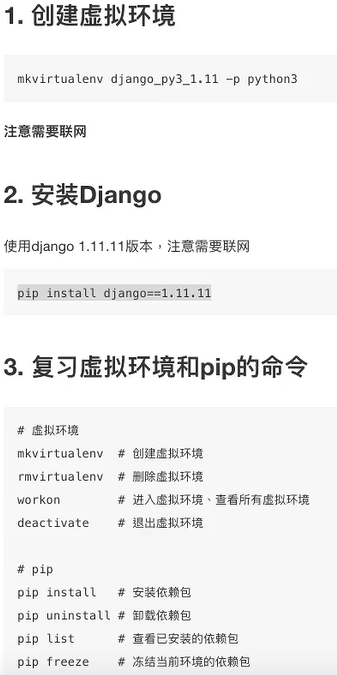 1. 创建虚拟环境
mkvirtualenv django_py3_1.11 -p python3
注意需要联网
2. 安装Django
使用django 1.11.11版本，注意需要联网
pip install django==1.11.11
3. 复习虚拟环境和pip的命令
# 虚拟环境
mkvirtualenv  # 创建虚拟环境
rmvirtualenv  # 删除虚拟环境
workon        # 进入虚拟环境、查看所有虚拟环境
deactivate    # 退出虚拟环境
# pip
pip install   # 安装依赖包
pip uninstall # 卸载依赖包
pip list      # 查看已安装的依赖包
pip freeze    # 冻结当前环境的依赖包